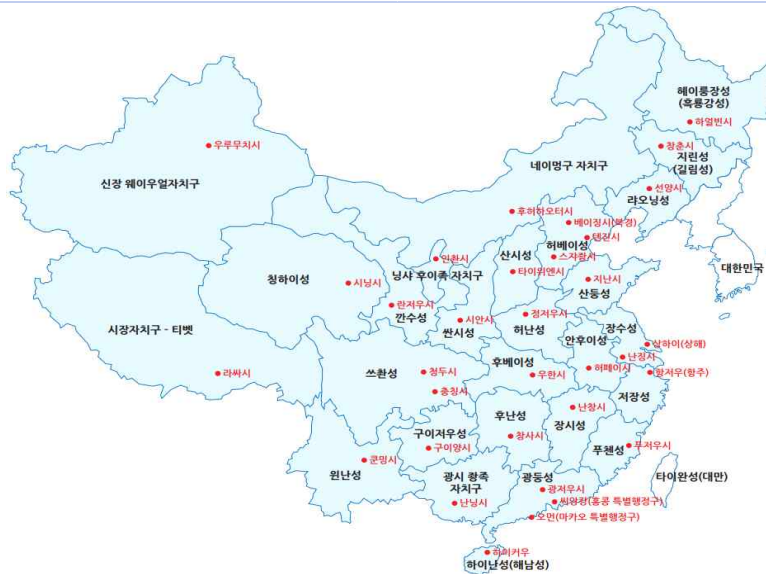 헤이룽장성
(흑룡강성)
하얼빈시
우루무치시
창춘시
지린성
(길림성)
네이멍구 자치구
신장 웨이우얼자치구
선양시
랴오닝성
후허하오터시
베이징시(북경)
톈진시
허베이성
산시성
스쟈좡시
인촨시
닝샤 후이족 자치구
타이위엔시
대한민국
칭하이성
시닝시
지난시
산둥성
란저우시
깐수성
시장자치구 - 티벳
싼시성
시안시
정저우시
허난성
장수성
안후이성
상하이(상해)
난징시
후베이성
허페이시
항저우(항주)
라싸시
쓰촨성
청두시
우한시
충칭시
저장성
난창시
후난성
장시성
구이저우성
창사시
구이양시
푸저우시
푸첸성
쿤밍시
윈난성
광시 좡족
자치구
광둥성
타이완성(대만)
광저우시
난닝시
씨앙강(홍콩 특별행정구)
오먼(마카오 특별행정구)
하이커우
하이난성(해남성)